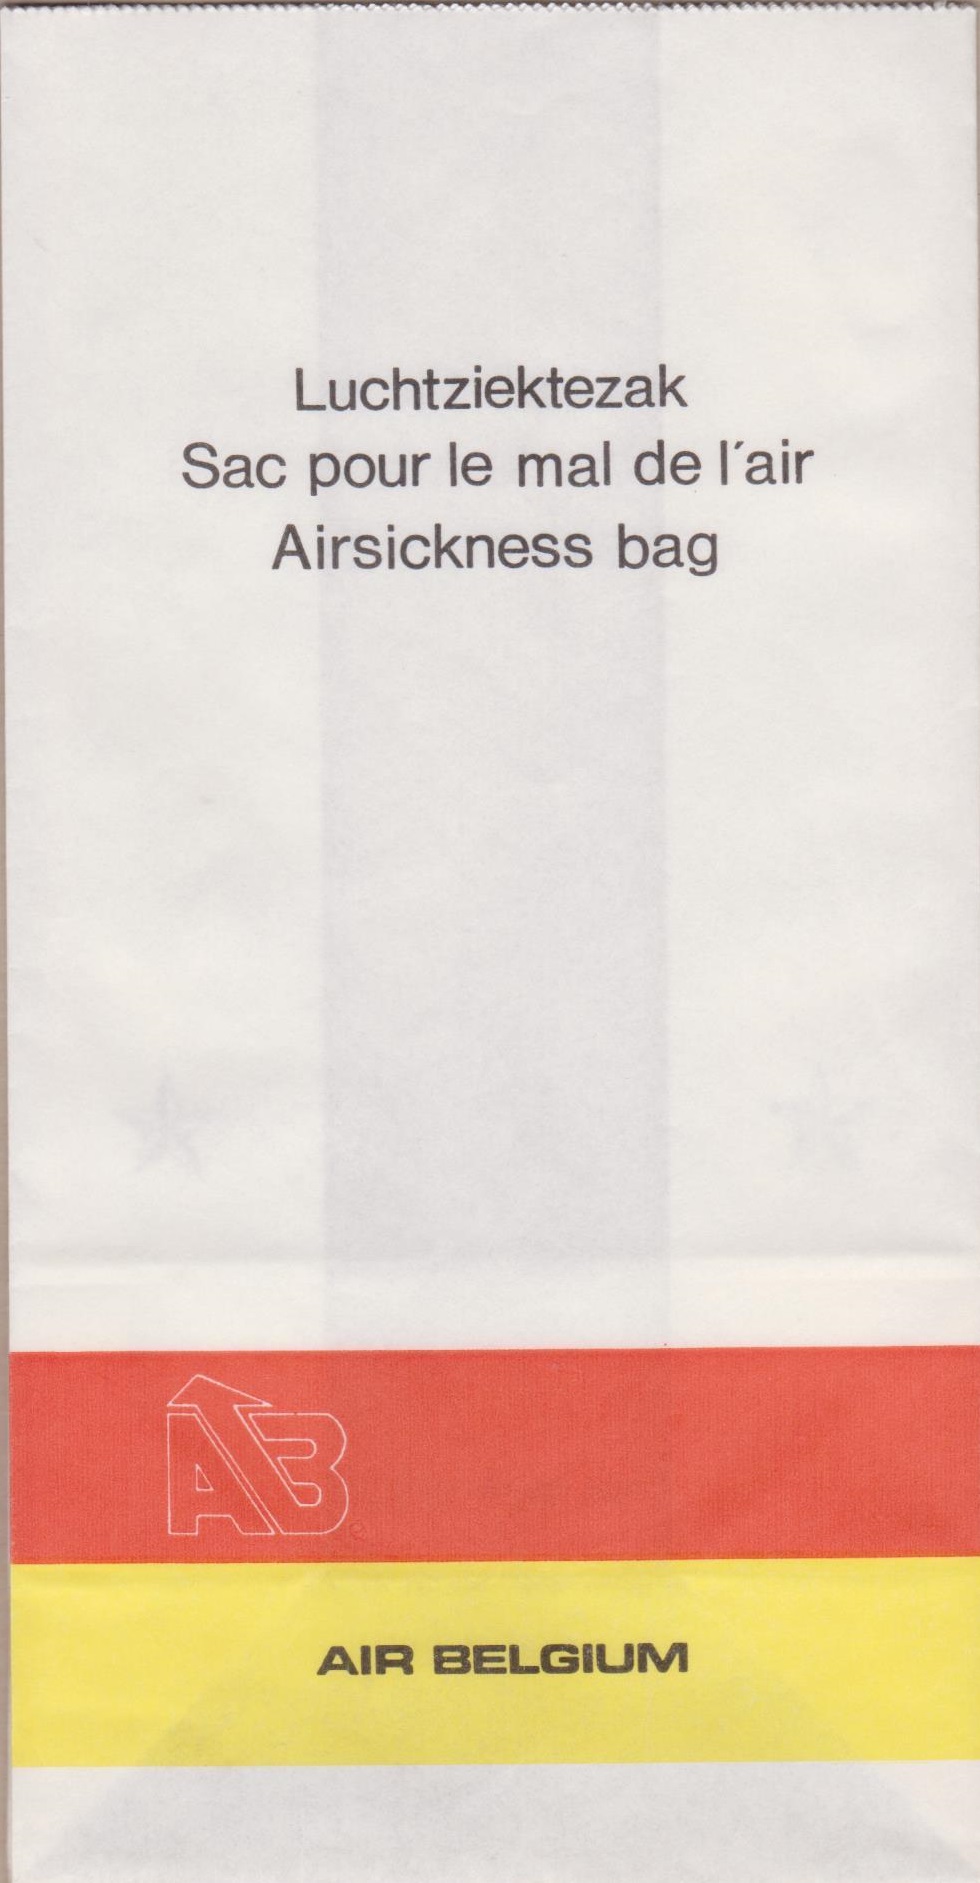 Luchtziektezak
Sac pour le mal de l´air
Airsickness bag
AB
AIR BELGIUM